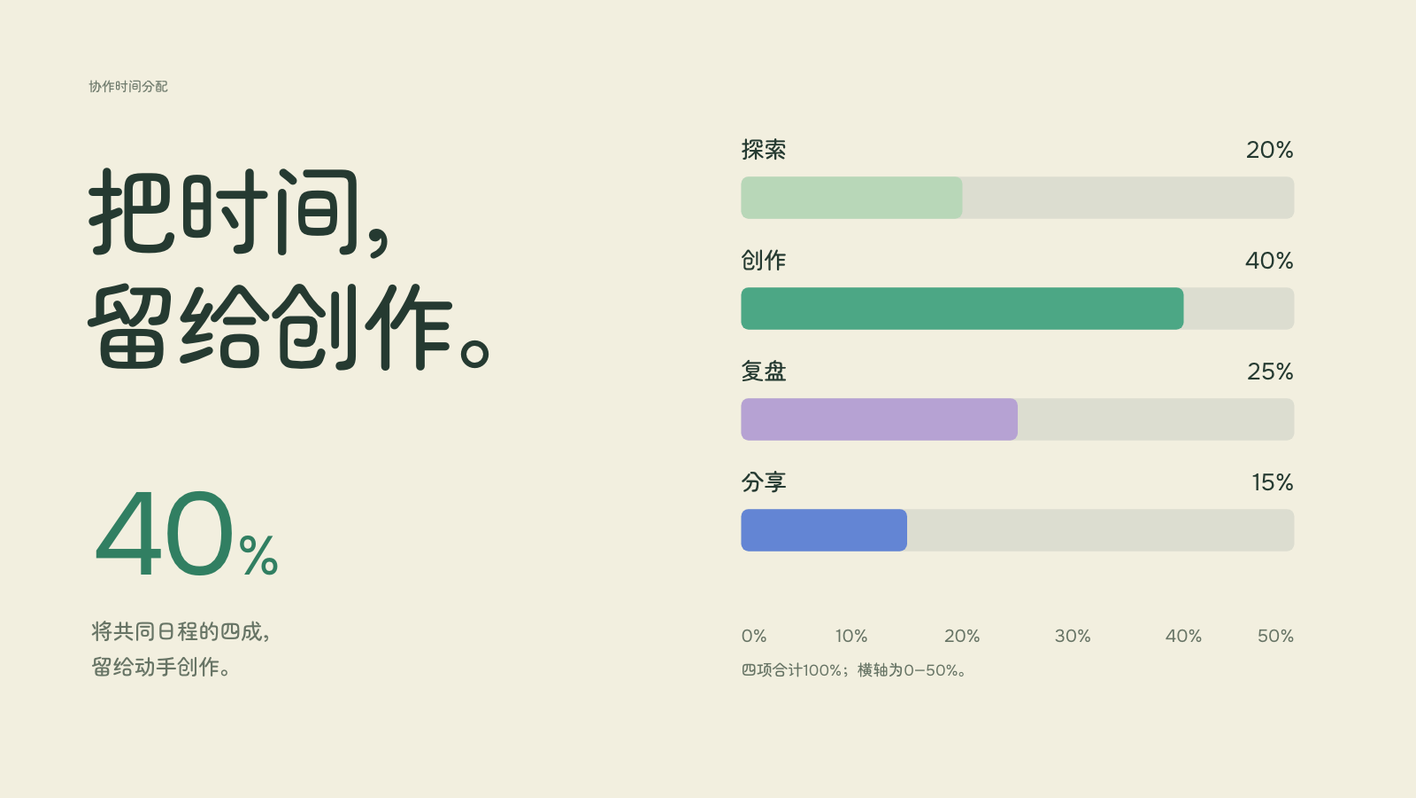 协作时间分配
把时间，
留给创作。
40%
将共同日程的四成，
留给动手创作。
探索 20%
创作 40%
复盘 25%
分享 15%
0% 10% 20% 30% 40% 50%
四项合计100%；横轴为0—50%。